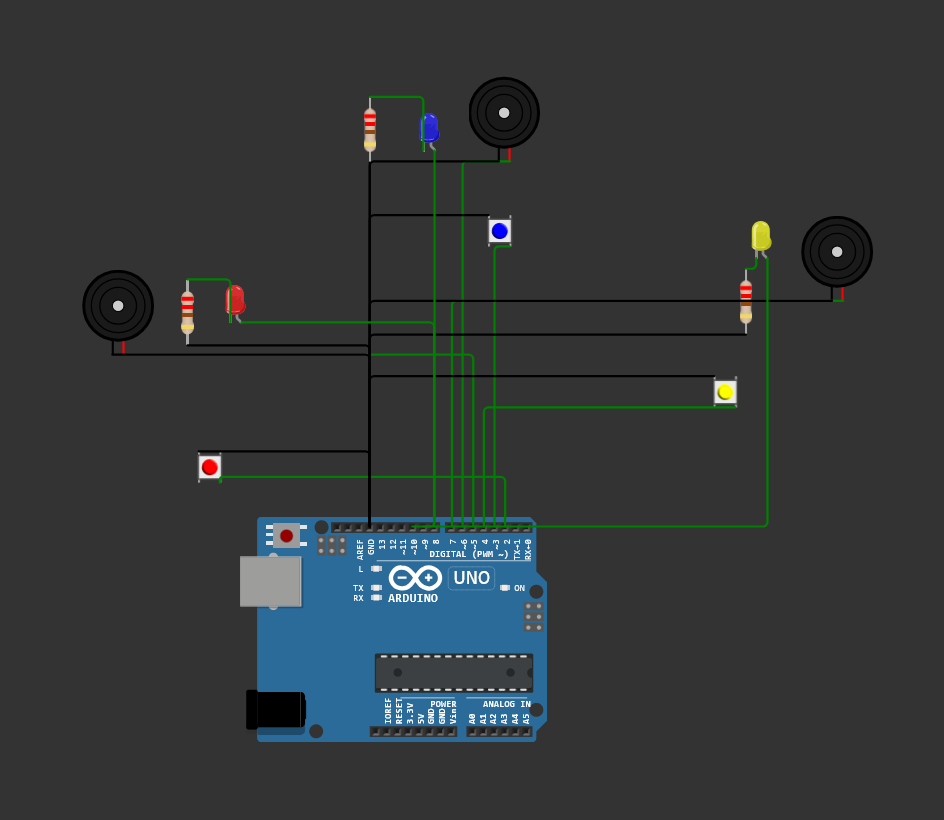 AREF
GND
13
12
~11
~10
~9
8
7
~6
~5
4
~3
2
TX→1
RX←0
DIGITAL (PWM ~)
L
TX
RX
UNO
ARDUINO
ON
POWER
ANALOG IN
IOREF
RESET
3.3V
5V
GND
GND
Vin
A0
A1
A2
A3
A4
A5